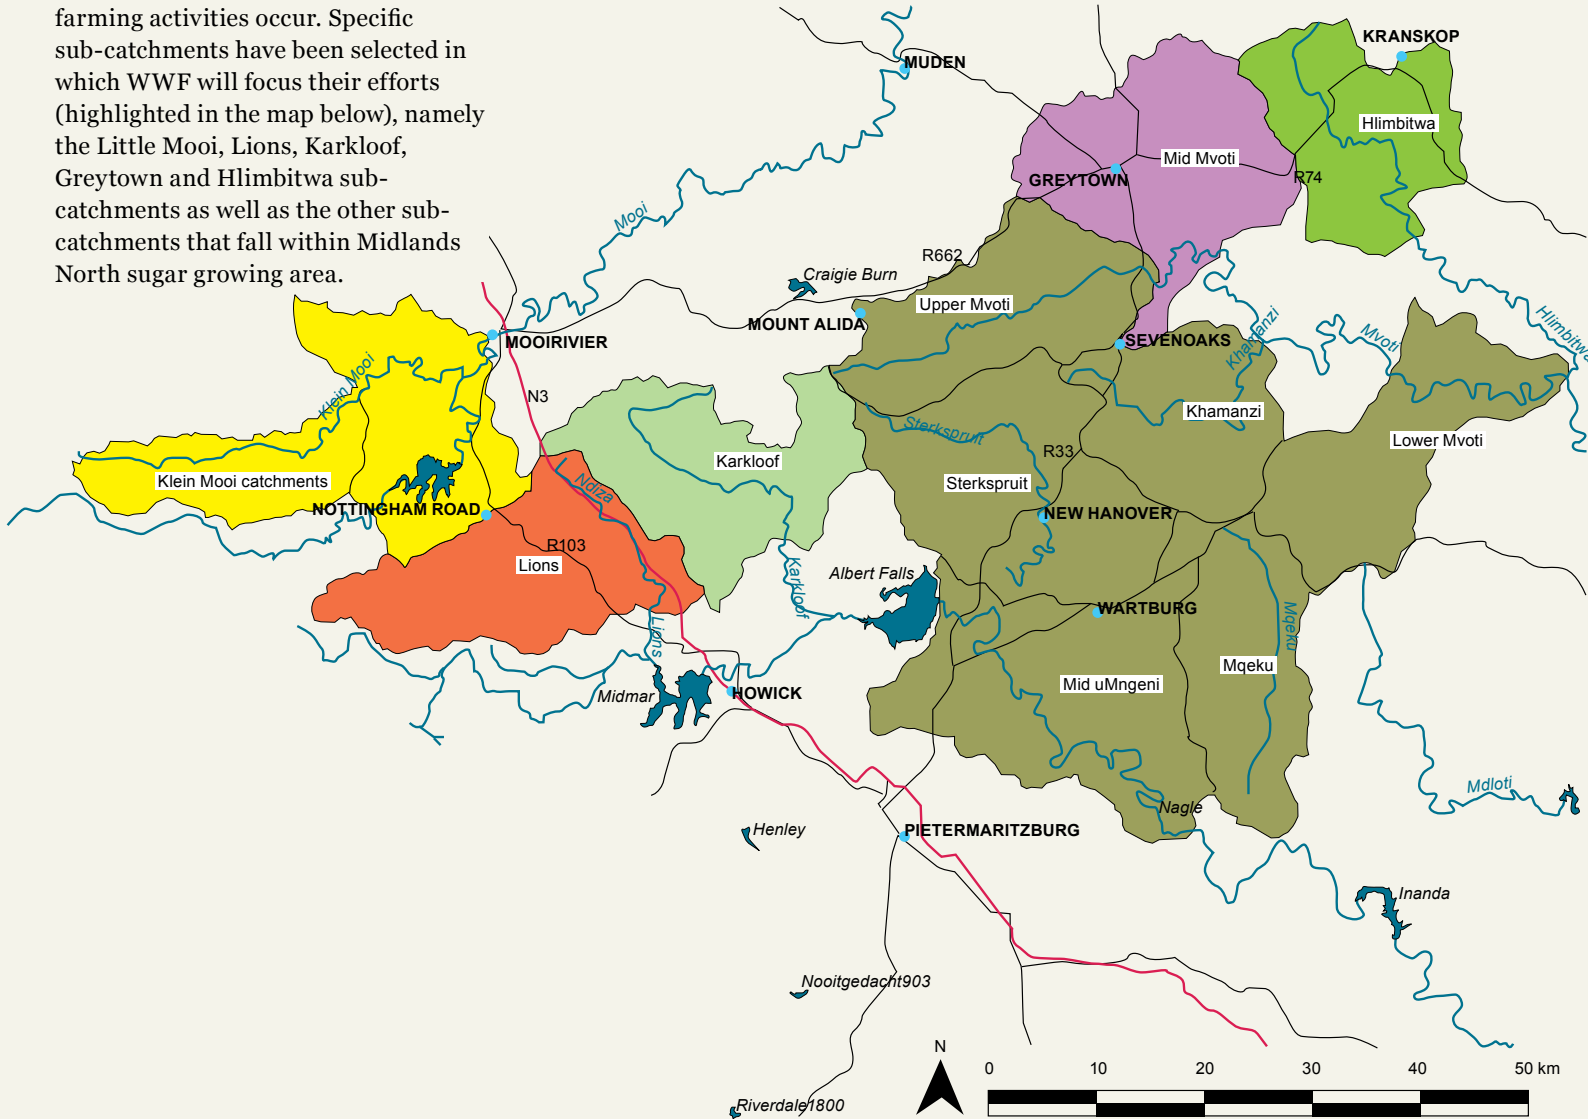 farming activities occur. Specific
sub-catchments have been selected in
which WWF will focus their efforts
(highlighted in the map below), namely
the Little Mooi, Lions, Karkloof,
Greytown and Hlimbitwa sub-
catchments as well as the other sub-
catchments that fall within Midlands
North sugar growing area.
KRANSKOP
MUDEN
Hlimbitwa
Mid Mvoti
GREYTOWN
R74
Mooi
R662
Craigie Burn
Upper Mvoti
MOUNT ALIDA
MOOIRIVIER
SEVENOAKS
Khamanzi
Mvoti
Hlimbitwa
Klein Mooi
N3
Khamanzi
Sterkspruit
Lower Mvoti
R33
Karkloof
Klein Mooi catchments
Ndiza
Sterkspruit
NOTTINGHAM ROAD
NEW HANOVER
R103
Lions
Albert Falls
Karkloof
WARTBURG
Mqeku
Lions
Mqeku
Mid uMngeni
Midmar
HOWICK
Mdloti
Nagle
Henley
PIETERMARITZBURG
Inanda
Nooitgedacht903
N
0 10 20 30 40 50 km
Riverdale1800